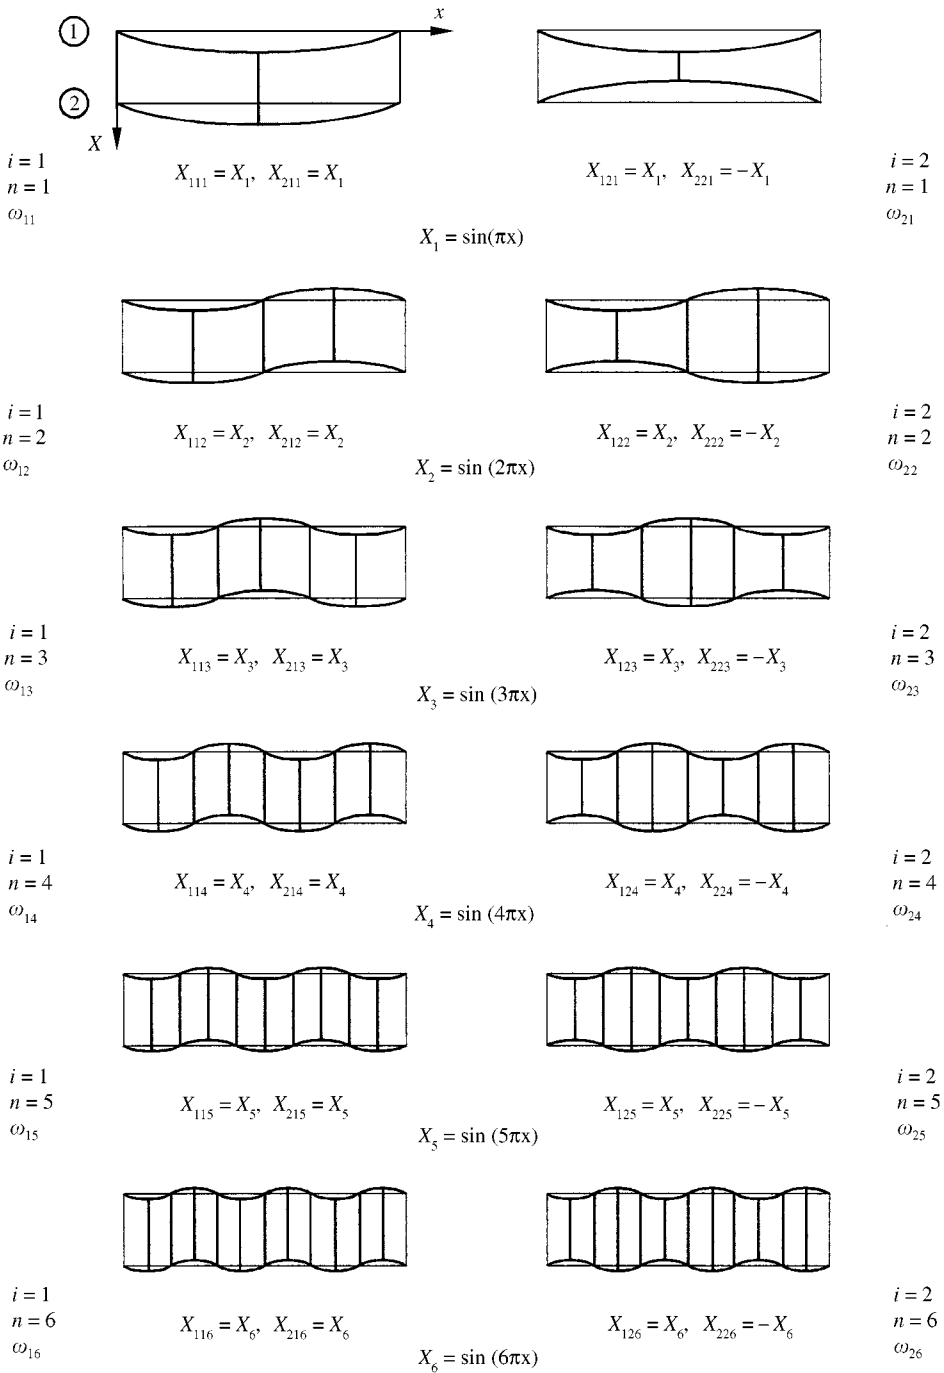 ① x
②
X
i = 1
n = 1
ω₁₁
X₁₁₁ = X₁, X₂₁₁ = X₁
X₁₂₁ = X₁, X₂₂₁ = −X₁
i = 2
n = 1
ω₂₁
X₁ = sin(πx)
i = 1
n = 2
ω₁₂
X₁₁₂ = X₂, X₂₁₂ = X₂
X₁₂₂ = X₂, X₂₂₂ = −X₂
i = 2
n = 2
ω₂₂
X₂ = sin (2πx)
i = 1
n = 3
ω₁₃
X₁₁₃ = X₃, X₂₁₃ = X₃
X₁₂₃ = X₃, X₂₂₃ = −X₃
i = 2
n = 3
ω₂₃
X₃ = sin (3πx)
i = 1
n = 4
ω₁₄
X₁₁₄ = X₄, X₂₁₄ = X₄
X₁₂₄ = X₄, X₂₂₄ = −X₄
i = 2
n = 4
ω₂₄
X₄ = sin (4πx)
i = 1
n = 5
ω₁₅
X₁₁₅ = X₅, X₂₁₅ = X₅
X₁₂₅ = X₅, X₂₂₅ = −X₅
i = 2
n = 5
ω₂₅
X₅ = sin (5πx)
i = 1
n = 6
ω₁₆
X₁₁₆ = X₆, X₂₁₆ = X₆
X₁₂₆ = X₆, X₂₂₆ = −X₆
i = 2
n = 6
ω₂₆
X₆ = sin (6πx)